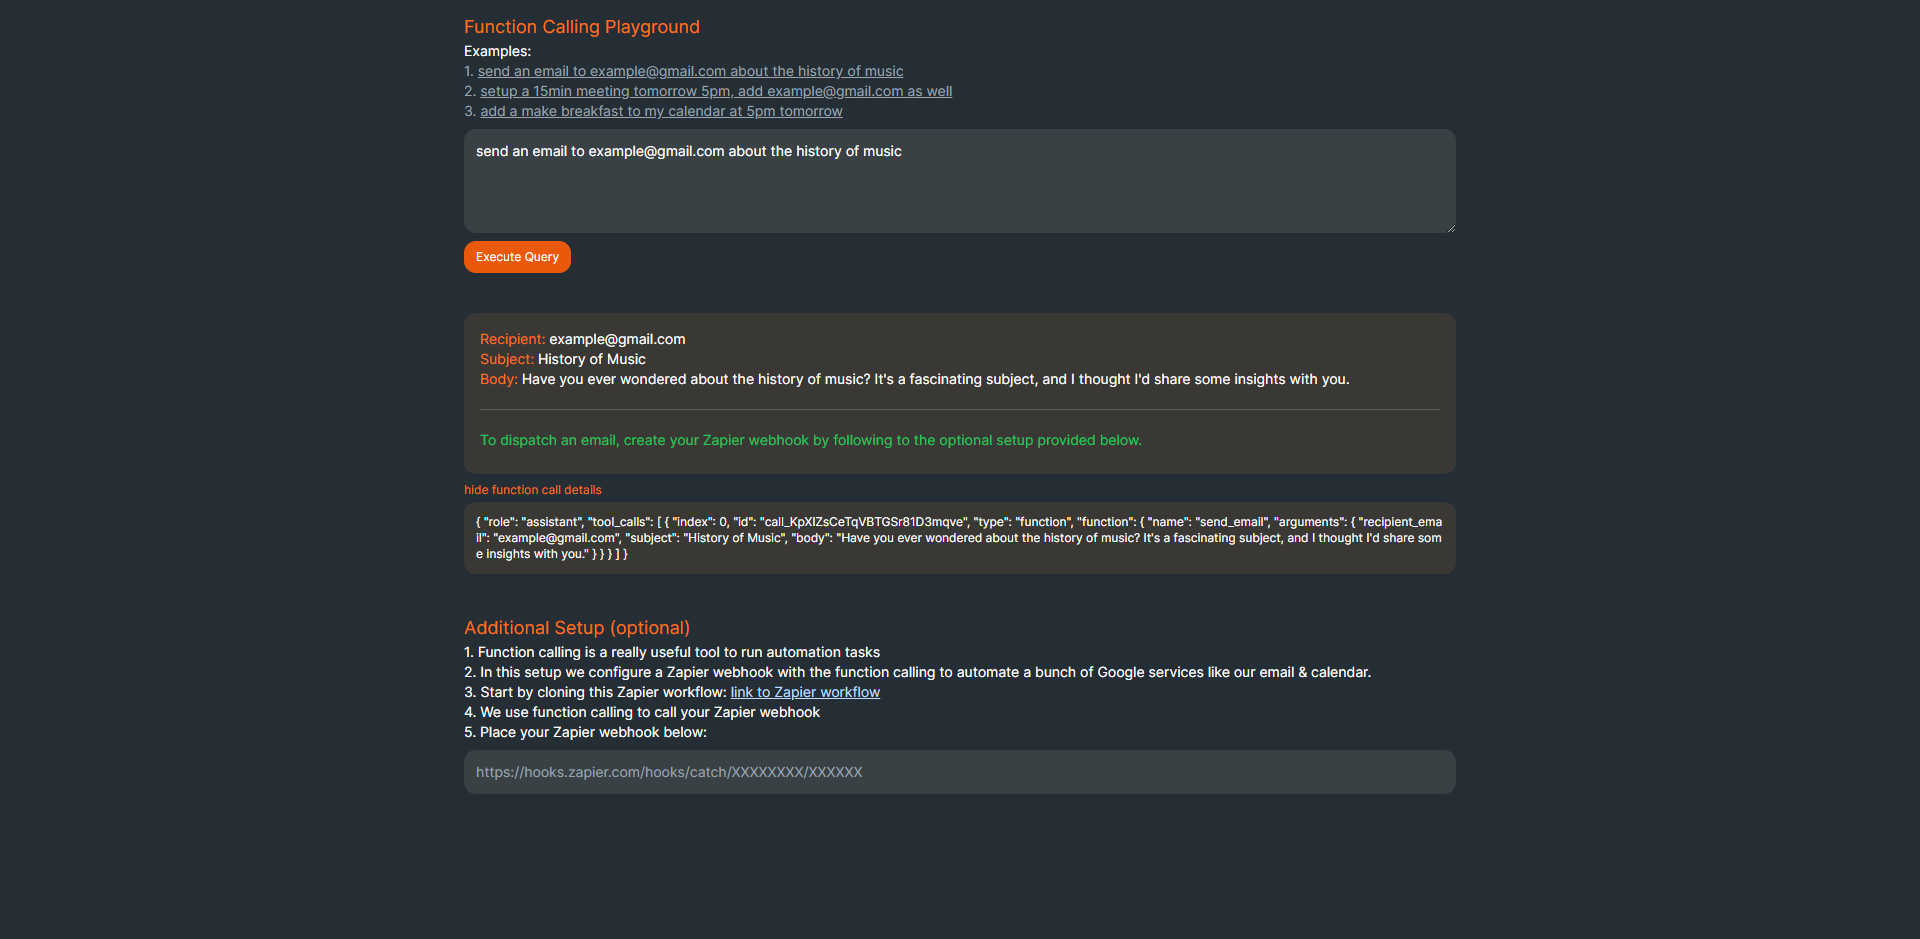 Function Calling Playground
Examples:
1. send an email to example@gmail.com about the history of music
2. setup a 15min meeting tomorrow 5pm, add example@gmail.com as well
3. add a make breakfast to my calendar at 5pm tomorrow
send an email to example@gmail.com about the history of music
Execute Query
Recipient: example@gmail.com
Subject: History of Music
Body: Have you ever wondered about the history of music? It's a fascinating subject, and I thought I'd share some insights with you.
To dispatch an email, create your Zapier webhook by following to the optional setup provided below.
hide function call details
{ "role": "assistant", "tool_calls": [ { "index": 0, "id": "call_KpXIZsCeTqVBTGSr81D3mqve", "type": "function", "function": { "name": "send_email", "arguments": { "recipient_ema
il": "example@gmail.com", "subject": "History of Music", "body": "Have you ever wondered about the history of music? It's a fascinating subject, and I thought I'd share som
e insights with you." } } } ] }
Additional Setup (optional)
1. Function calling is a really useful tool to run automation tasks
2. In this setup we configure a Zapier webhook with the function calling to automate a bunch of Google services like our email & calendar.
3. Start by cloning this Zapier workflow: link to Zapier workflow
4. We use function calling to call your Zapier webhook
5. Place your Zapier webhook below:
https://hooks.zapier.com/hooks/catch/XXXXXXXX/XXXXXX